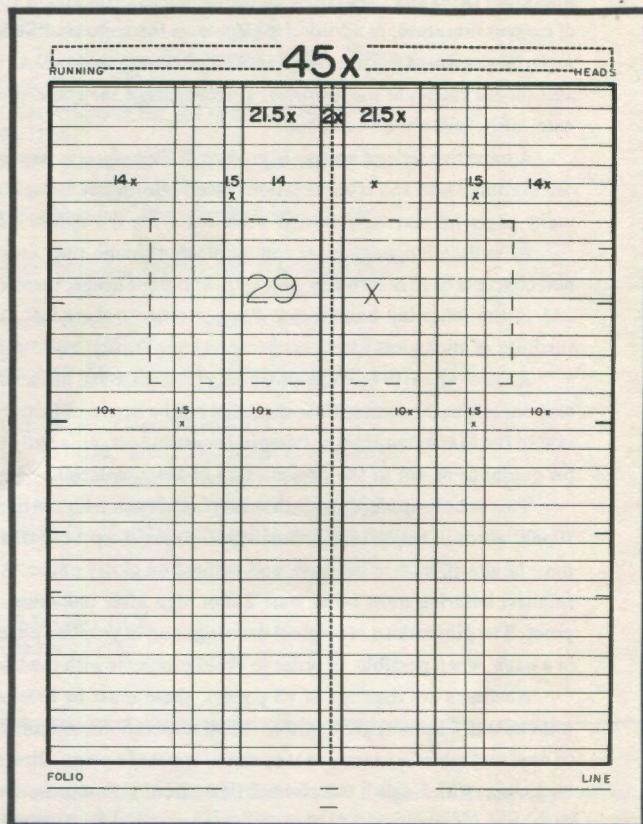 45x
RUNNING HEADS
21.5x 2x 21.5x
14x 1.5 x 14 x 1.5 x 14x
29 x
10x 1.5 x 10x 10x 1.5 x 10x
FOLIO LINE